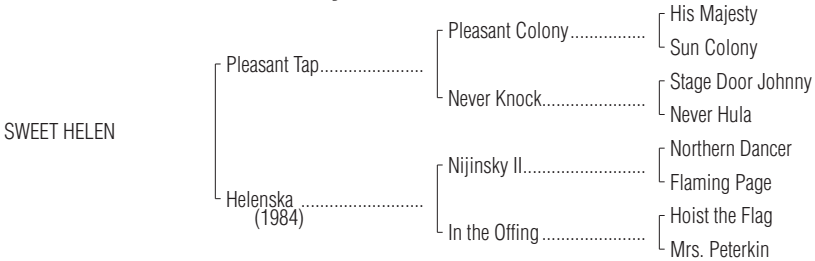 His Majesty
Pleasant Colony................
Sun Colony
Pleasant Tap......................
Stage Door Johnny
Never Knock......................
Never Hula
SWEET HELEN
Northern Dancer
Nijinsky II..........................
Flaming Page
Helenska ..........................
(1984)
Hoist the Flag
In the Offing ......................
Mrs. Peterkin